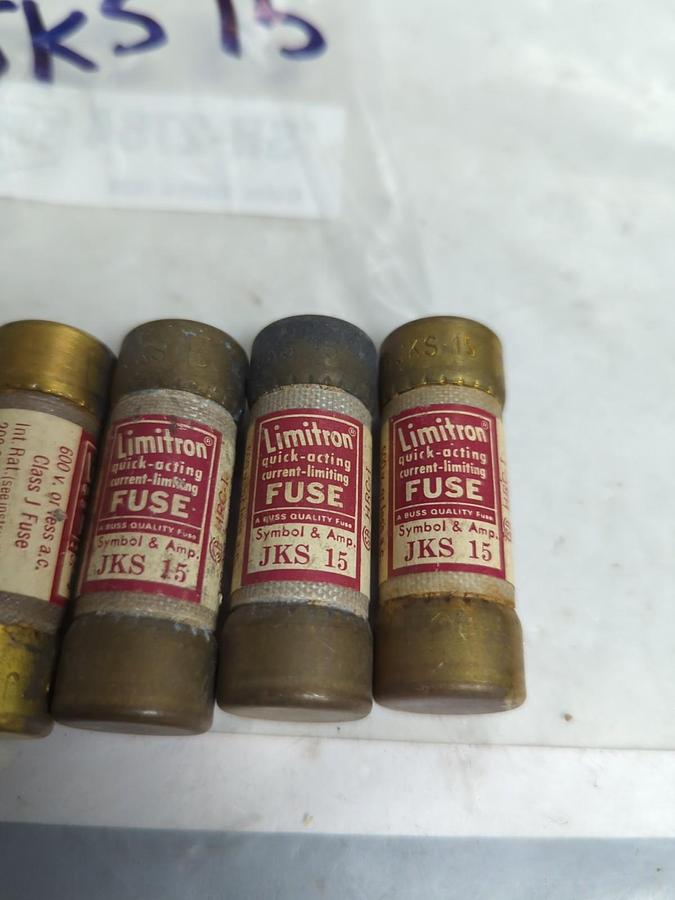 JKS 15
JKS-15
600 v. or less a.c.
Class J Fuse
Limitron®
quick-acting
current-limiting
FUSE
A BUSS QUALITY Fuse
Symbol & Amp.
JKS 15
Limitron®
quick-acting
current-limiting
FUSE
A BUSS QUALITY Fuse
Symbol & Amp.
JKS 15
Limitron®
quick-acting
current-limiting
FUSE
A BUSS QUALITY Fuse
Symbol & Amp.
JKS 15